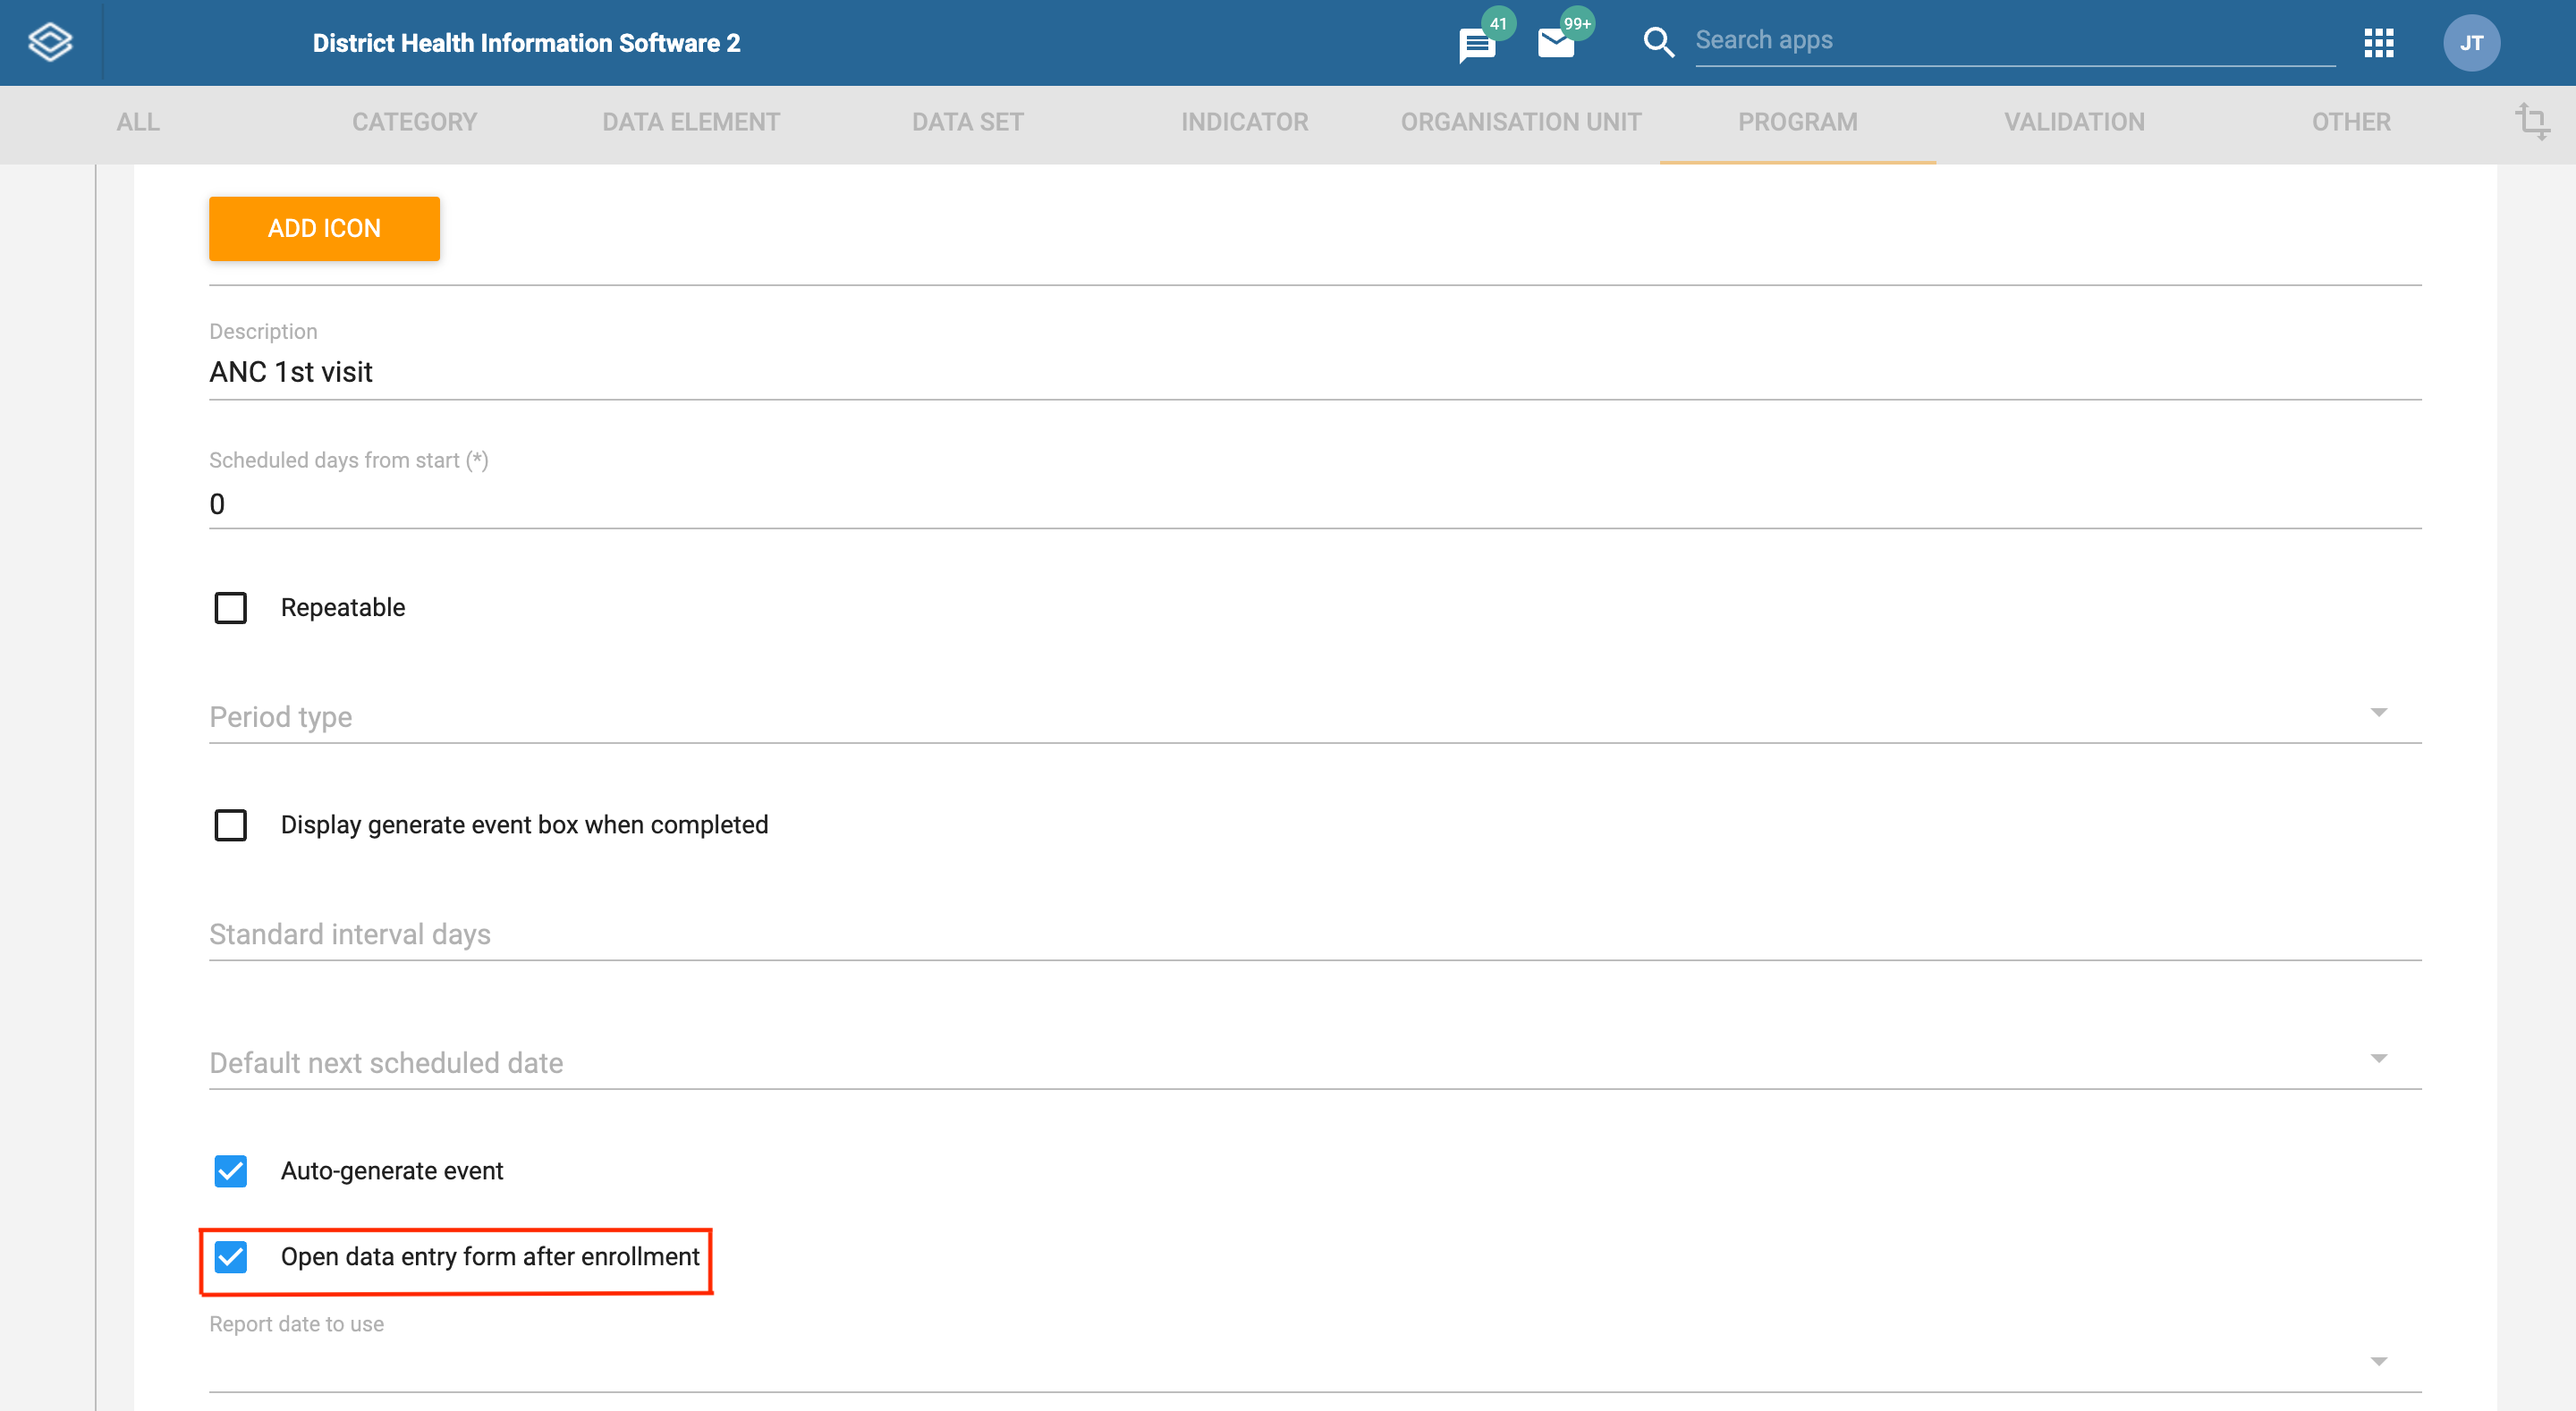 District Health Information Software 2
41
99+
Search apps
JT
ALL
CATEGORY
DATA ELEMENT
DATA SET
INDICATOR
ORGANISATION UNIT
PROGRAM
VALIDATION
OTHER
ADD ICON
Description
ANC 1st visit
Scheduled days from start (*)
0
Repeatable
Period type
Display generate event box when completed
Standard interval days
Default next scheduled date
Auto-generate event
Open data entry form after enrollment
Report date to use